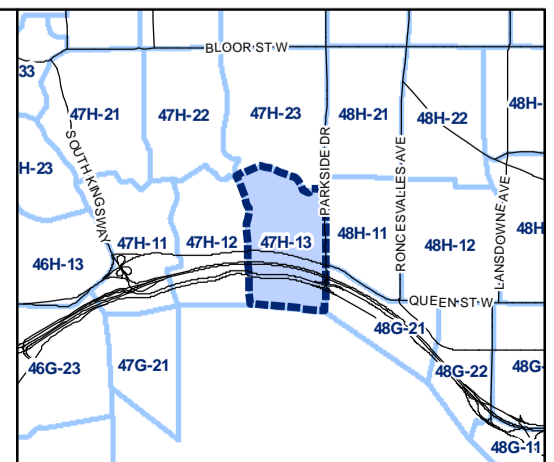 BLOOR ST W
33
47H-21
47H-22
47H-23
48H-21
48H-22
48H-
H-23
SOUTH KINGSWAY
PARKSIDE DR
RONCESVALLES AVE
LANSDOWNE AVE
46H-13
47H-11
47H-12
47H-13
48H-11
48H-12
48H
QUEEN ST W
48G-21
46G-23
47G-21
48G-22
48G-
48G-11